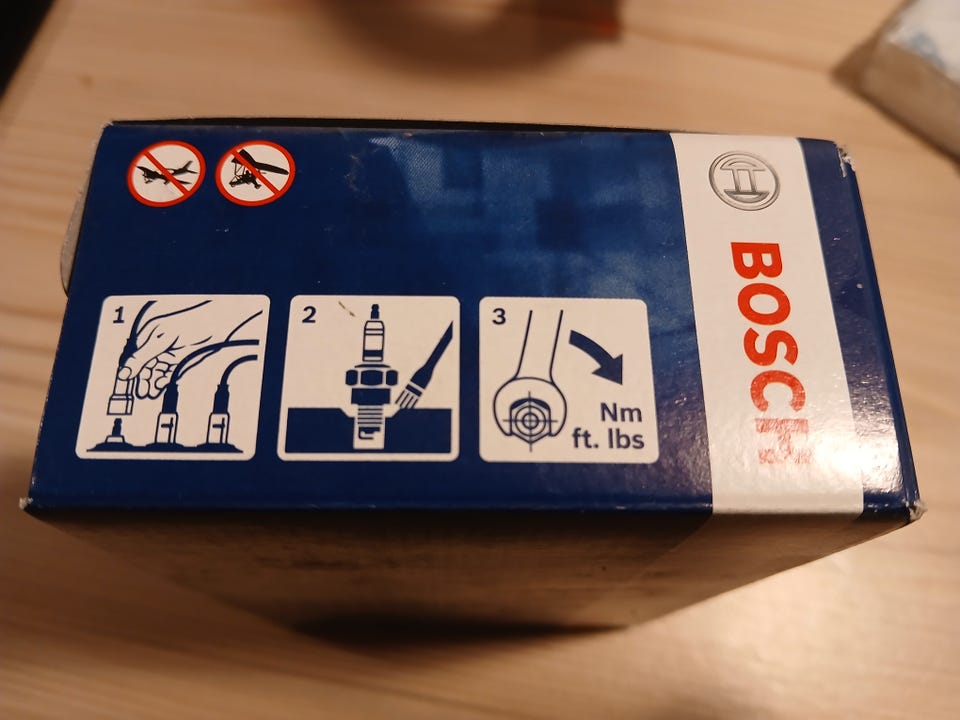 1
2
3
Nm
ft. lbs
BOSCH